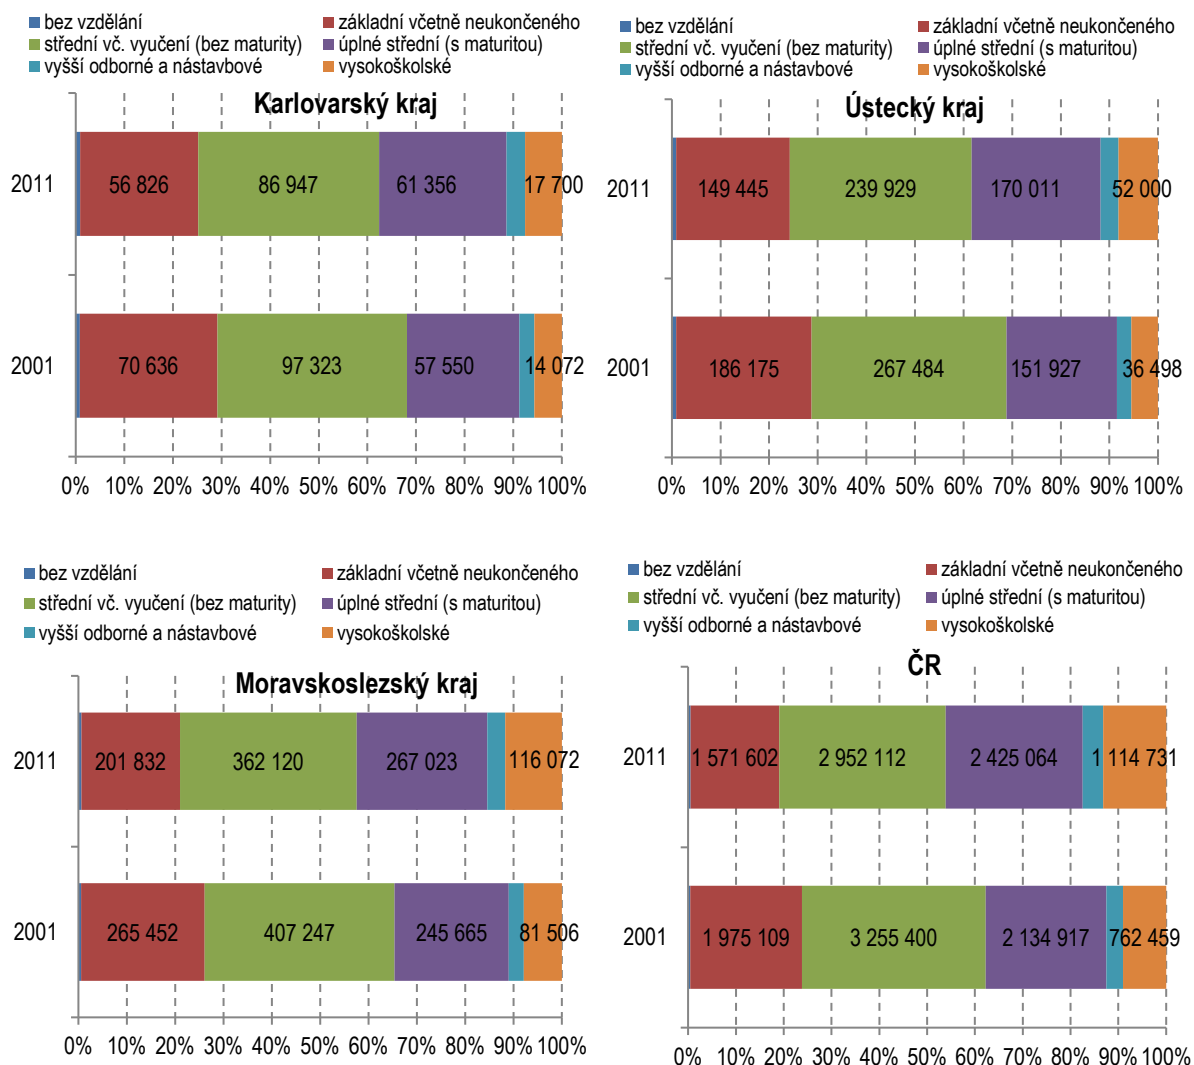 bez vzdělání
základní včetně neukončeného
střední vč. vyučení (bez maturity)
úplné střední (s maturitou)
vyšší odborné a nástavbové
vysokoškolské
Karlovarský kraj
2011
56 826
86 947
61 356
17 700
2001
70 636
97 323
57 550
14 072
0% 10% 20% 30% 40% 50% 60% 70% 80% 90% 100%
bez vzdělání
základní včetně neukončeného
střední vč. vyučení (bez maturity)
úplné střední (s maturitou)
vyšší odborné a nástavbové
vysokoškolské
Ústecký kraj
2011
149 445
239 929
170 011
52 000
2001
186 175
267 484
151 927
36 498
0% 10% 20% 30% 40% 50% 60% 70% 80% 90% 100%
bez vzdělání
základní včetně neukončeného
střední vč. vyučení (bez maturity)
úplné střední (s maturitou)
vyšší odborné a nástavbové
vysokoškolské
Moravskoslezský kraj
2011
201 832
362 120
267 023
116 072
2001
265 452
407 247
245 665
81 506
0% 10% 20% 30% 40% 50% 60% 70% 80% 90% 100%
bez vzdělání
základní včetně neukončeného
střední vč. vyučení (bez maturity)
úplné střední (s maturitou)
vyšší odborné a nástavbové
vysokoškolské
ČR
2011
1 571 602
2 952 112
2 425 064
1 114 731
2001
1 975 109
3 255 400
2 134 917
762 459
0% 10% 20% 30% 40% 50% 60% 70% 80% 90% 100%